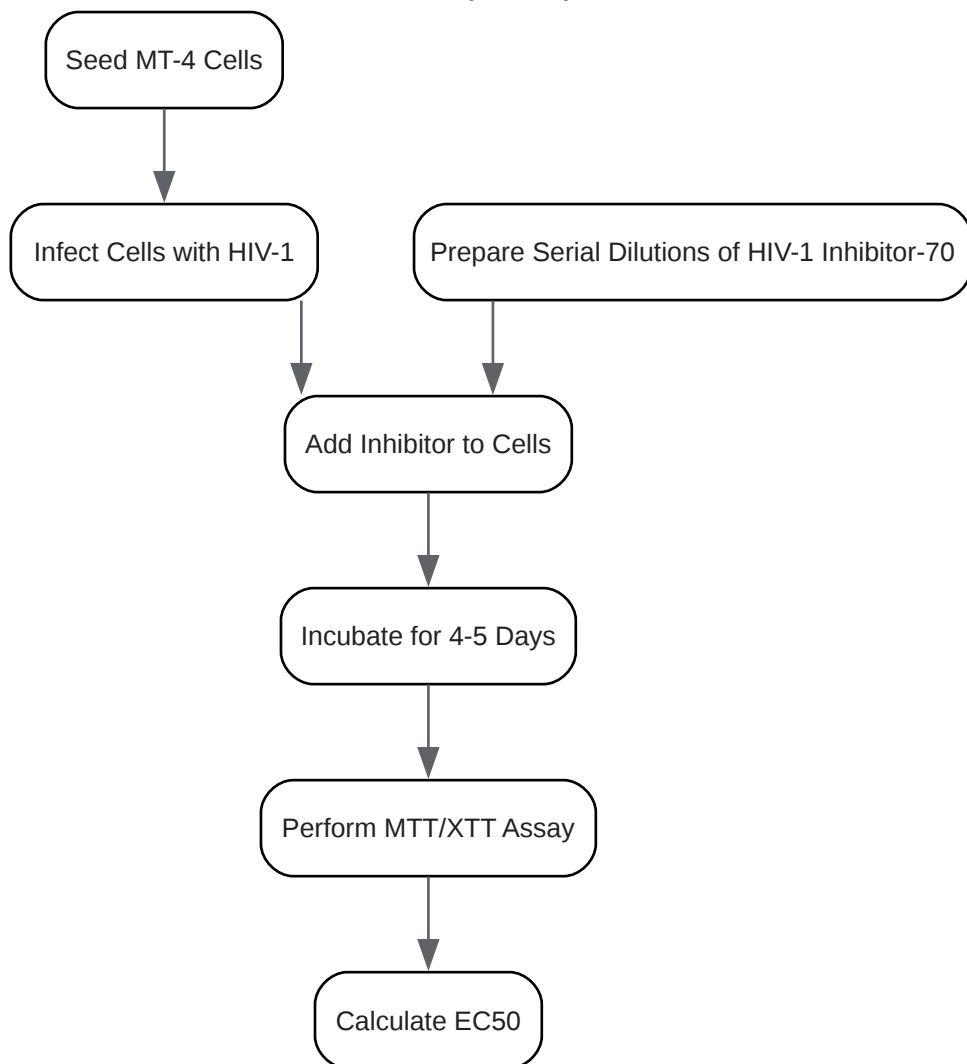 Seed MT-4 Cells
Infect Cells with HIV-1
Prepare Serial Dilutions of HIV-1 Inhibitor-70
Add Inhibitor to Cells
Incubate for 4-5 Days
Perform MTT/XTT Assay
Calculate EC50